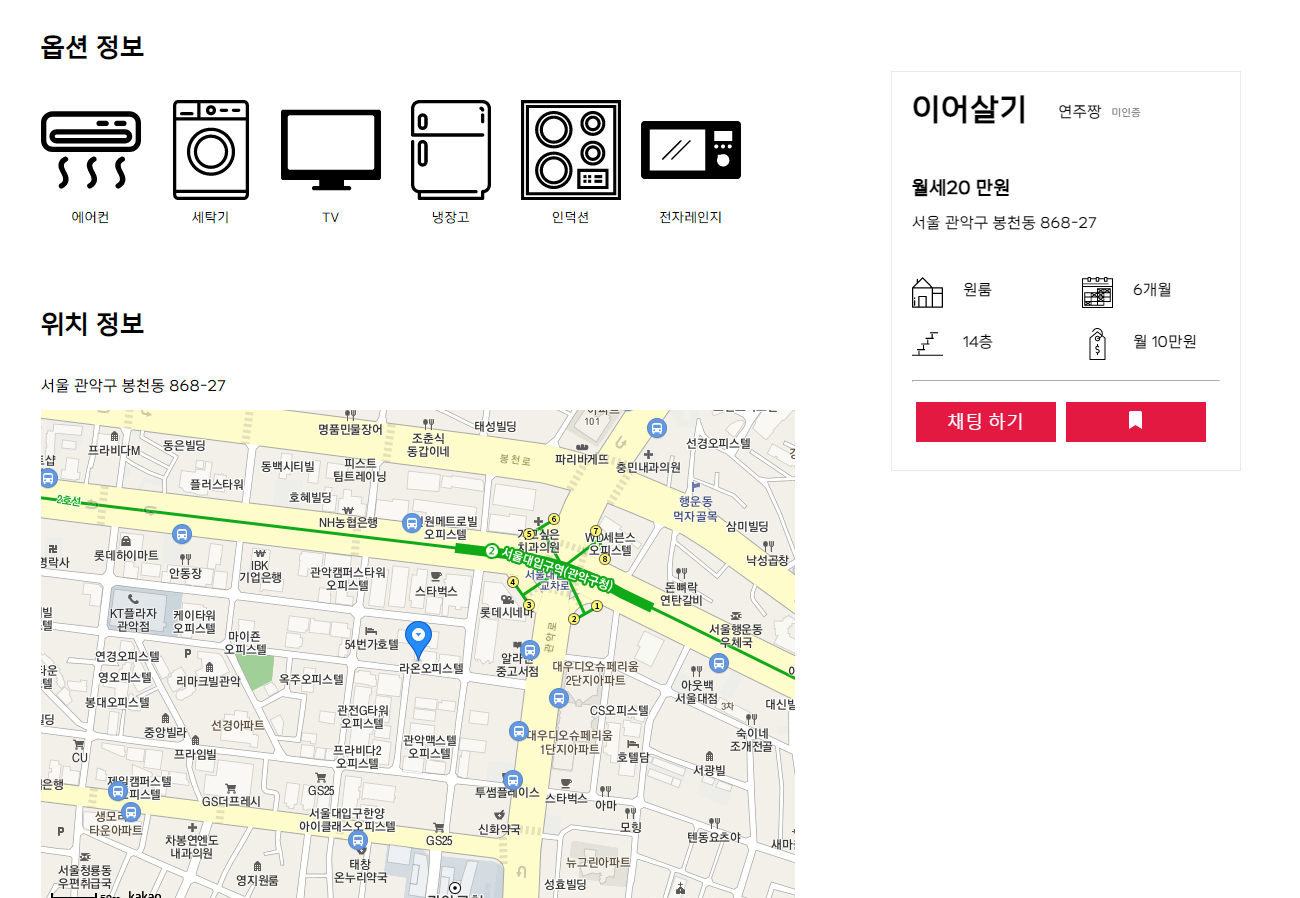 옵션 정보
에어컨 세탁기 TV 냉장고 인덕션 전자레인지
이어살기 연주짱 미인증
월세20 만원
서울 관악구 봉천동 868-27
원룸 6개월
14층 월 10만원
채팅 하기
위치 정보
서울 관악구 봉천동 868-27
명품민물장어
조춘식
동갑이네
태성빌딩
101
선경오피스텔
프라비다M
동은빌딩
봉천로
파리바게뜨
충민내과의원
동백시티빌
피스트
팀트레이닝
플러스타워
호혜빌딩
행운동
먹자골목
2호선
NH농협은행
원메트로빌
오피스텔
삼미빌딩
6
5
7
8
치과의원
오피스텔
롯데하이마트
안동장
IBK
기업은행
2 서울대입구역(관악구청)
낙성곱창
관악캠퍼스타워
오피스텔
스타벅스
4
3
1
2
교차로
롯데시네마
돈뼈락
연탄갈비
KT플라자
관악점
케이타워
오피스텔
마이죤
오피스텔
54번가호텔
관악로
서울행운동
우체국
연경오피스텔
P
라온오피스텔
중고서점
대우디오슈페리움
2단지아파트
영오피스텔
리마크빌관악
옥주오피스텔
아웃백
서울대점
봉대오피스텔
3차
관전G타워
오피스텔
CS오피스텔
중앙빌라
선경아파트
프라임빌
CU
프라비다2
오피스텔
관악맥스텔
오피스텔
대우디오슈페리움
1단지아파트
숙이네
조개전골
호텔담
서광빌
제일캠퍼스텔
오피스텔
GS더프레시
GS25
투썸플레이스
스타벅스
아마
P
타운아파트
서울대입구한양
아이클래스오피스텔
GS25
신화약국
모힝
텐동요츠야
차봉연엔도
내과의원
태창
온누리약국
뉴그린아파트
서울청룡동
우편취급국
영지원룸
성효빌딩
kakao